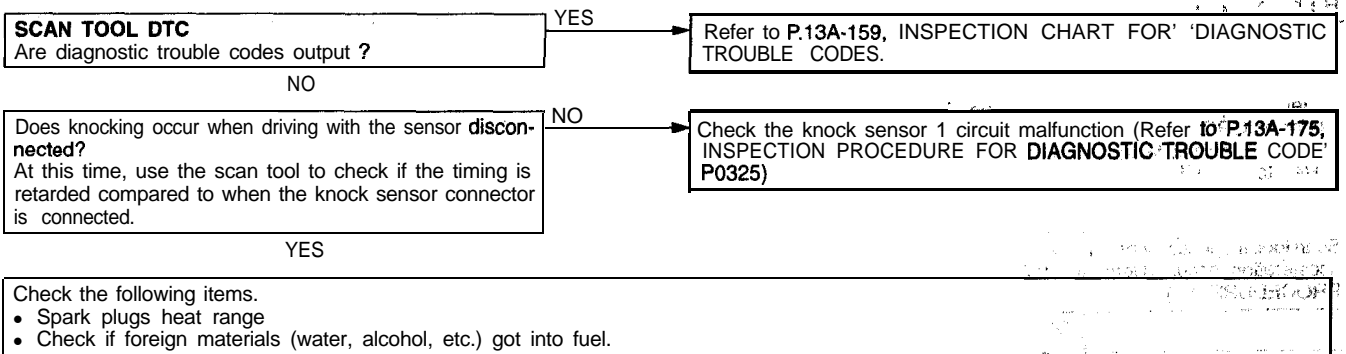 SCAN TOOL DTC
Are diagnostic trouble codes output ?
YES
Refer to P.13A-159, INSPECTION CHART FOR' 'DIAGNOSTIC
TROUBLE CODES.
NO
Does knocking occur when driving with the sensor discon-
nected?
At this time, use the scan tool to check if the timing is
retarded compared to when the knock sensor connector
is connected.
NO
Check the knock sensor 1 circuit malfunction (Refer to P.13A-175,
INSPECTION PROCEDURE FOR DIAGNOSTIC TROUBLE CODE'
P0325)
YES
Check the following items.
• Spark plugs heat range
• Check if foreign materials (water, alcohol, etc.) got into fuel.